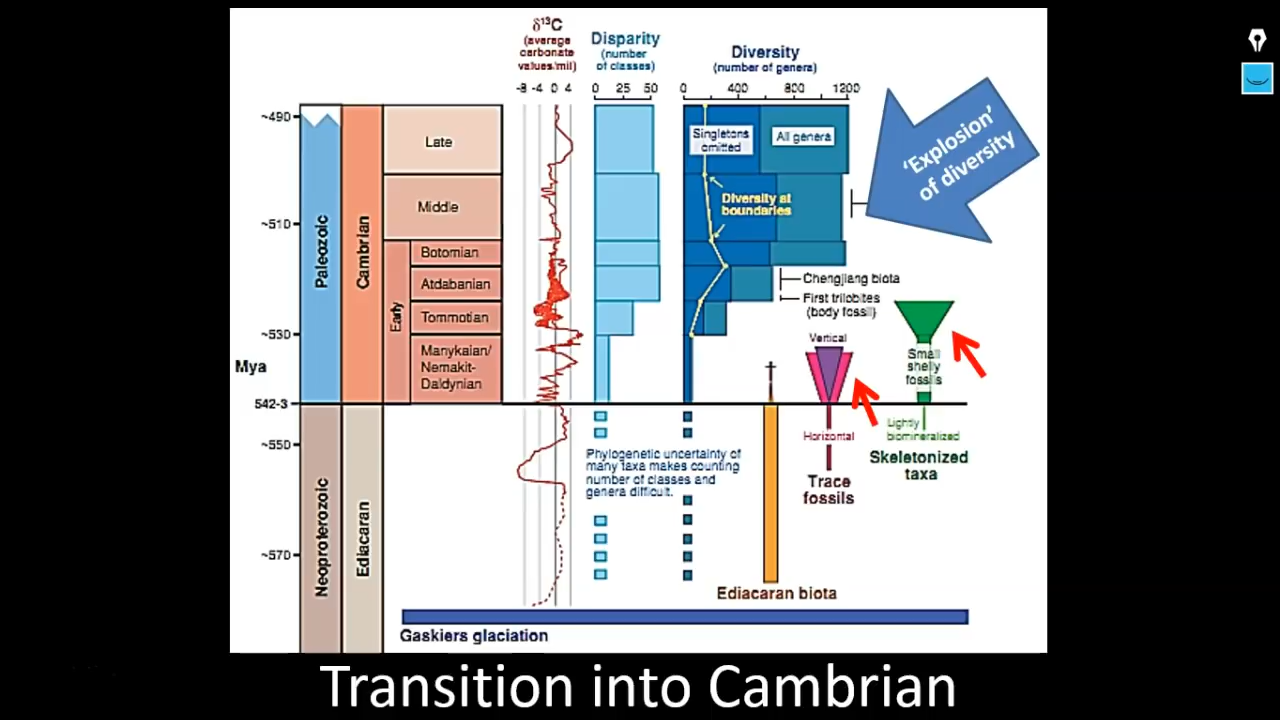 δ¹³C
(average
carbonate
values/mil)
-8 -4 0 4
Disparity
(number
of classes)
0 25 50
Diversity
(number of genera)
0 400 800 1200
'Explosion'
of diversity
~490
~510
~530
Mya
542-3
~550
~570
Paleozoic
Neoproterozoic
Cambrian
Ediacaran
Late
Middle
Early
Botomian
Atdabanian
Tommotian
Manykaian/
Nemakit-
Daldynian
Singletons
omitted
All genera
Diversity at
boundaries
Chengjiang biota
First trilobites
(body fossil)
Vertical
Small
shelly
fossils
Horizontal
Lightly
biomineralized
Trace
fossils
Skeletonized
taxa
Phylogenetic uncertainty of
many taxa makes counting
number of classes and
genera difficult.
Ediacaran biota
Gaskiers glaciation
Transition into Cambrian